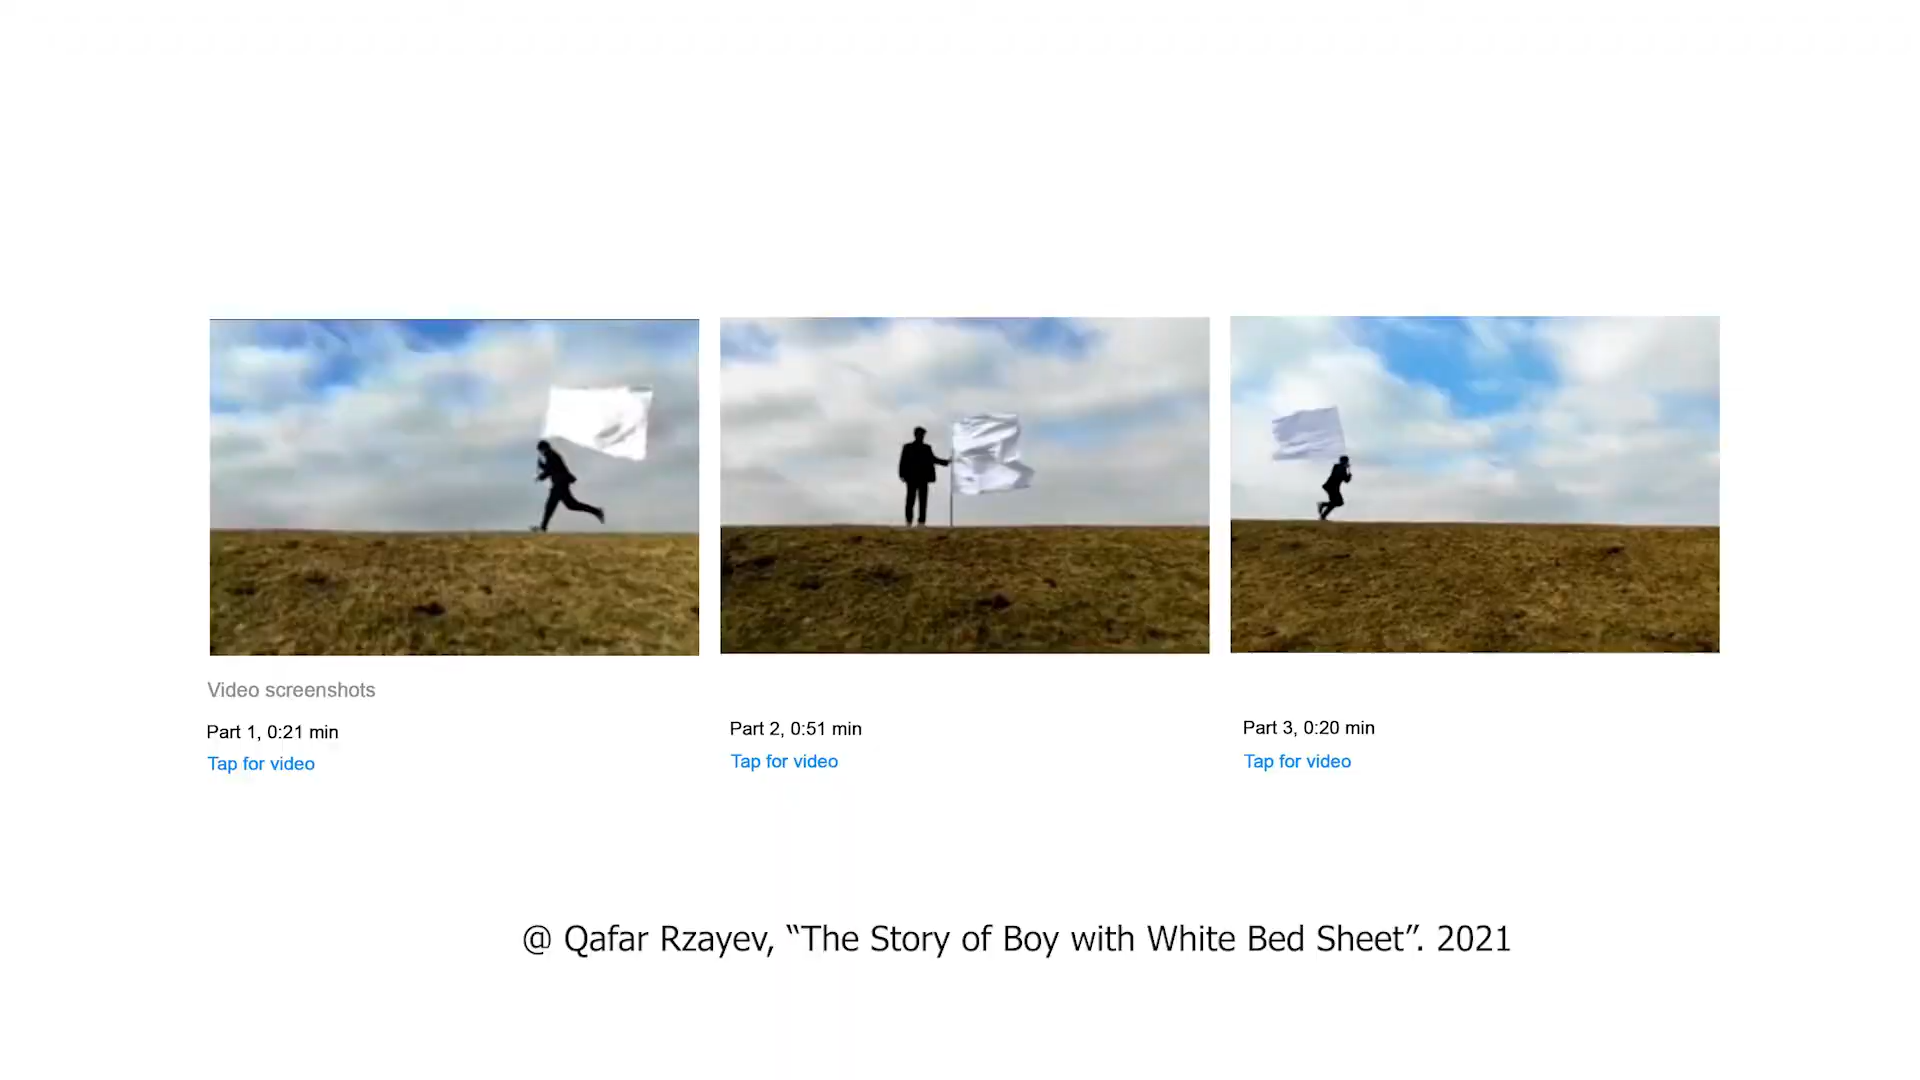 Video screenshots
Part 1, 0:21 min
Tap for video
Part 2, 0:51 min
Tap for video
Part 3, 0:20 min
Tap for video
@ Qafar Rzayev, “The Story of Boy with White Bed Sheet”. 2021